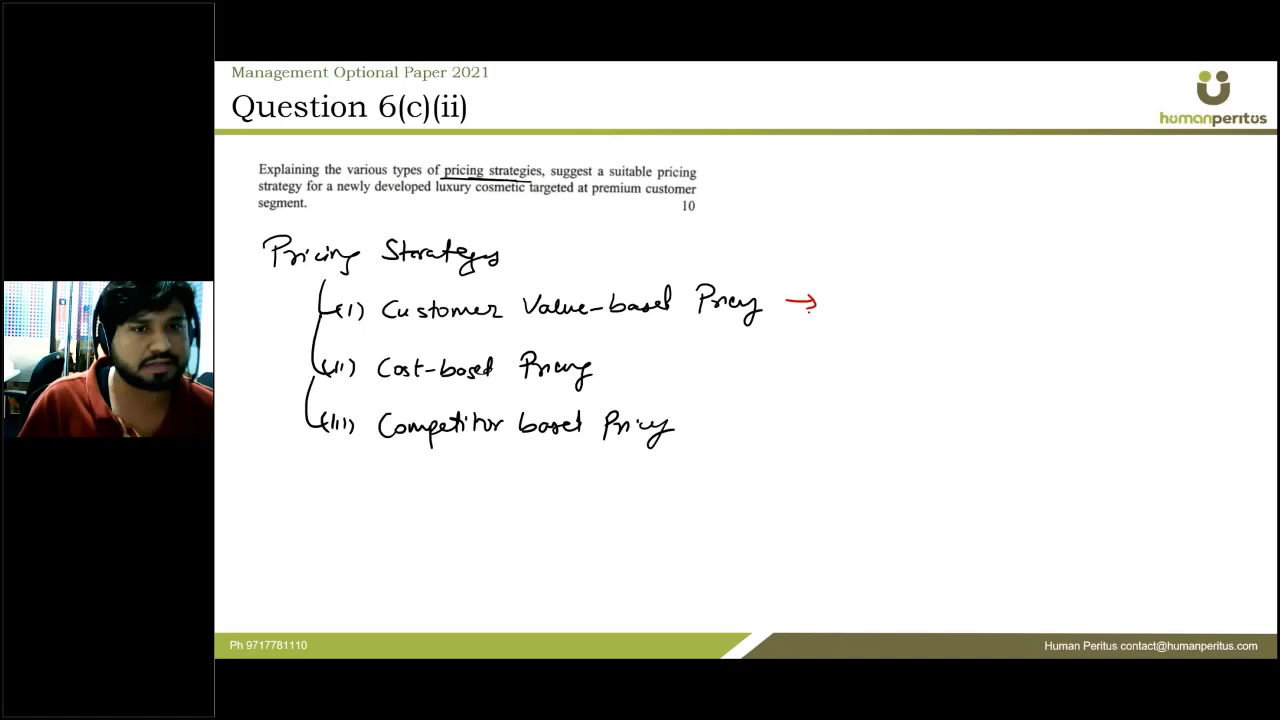 Management Optional Paper 2021
Question 6(c)(ii)
humanperitus
Explaining the various types of pricing strategies, suggest a suitable pricing
strategy for a newly developed luxury cosmetic targeted at premium customer
segment. 10
Pricing Strategys
(i) Customer Value-based Pricing →
(ii) Cost-based Pricing
(iii) Competitor based Pricing
Ph 9717781110
Human Peritus contact@humanperitus.com